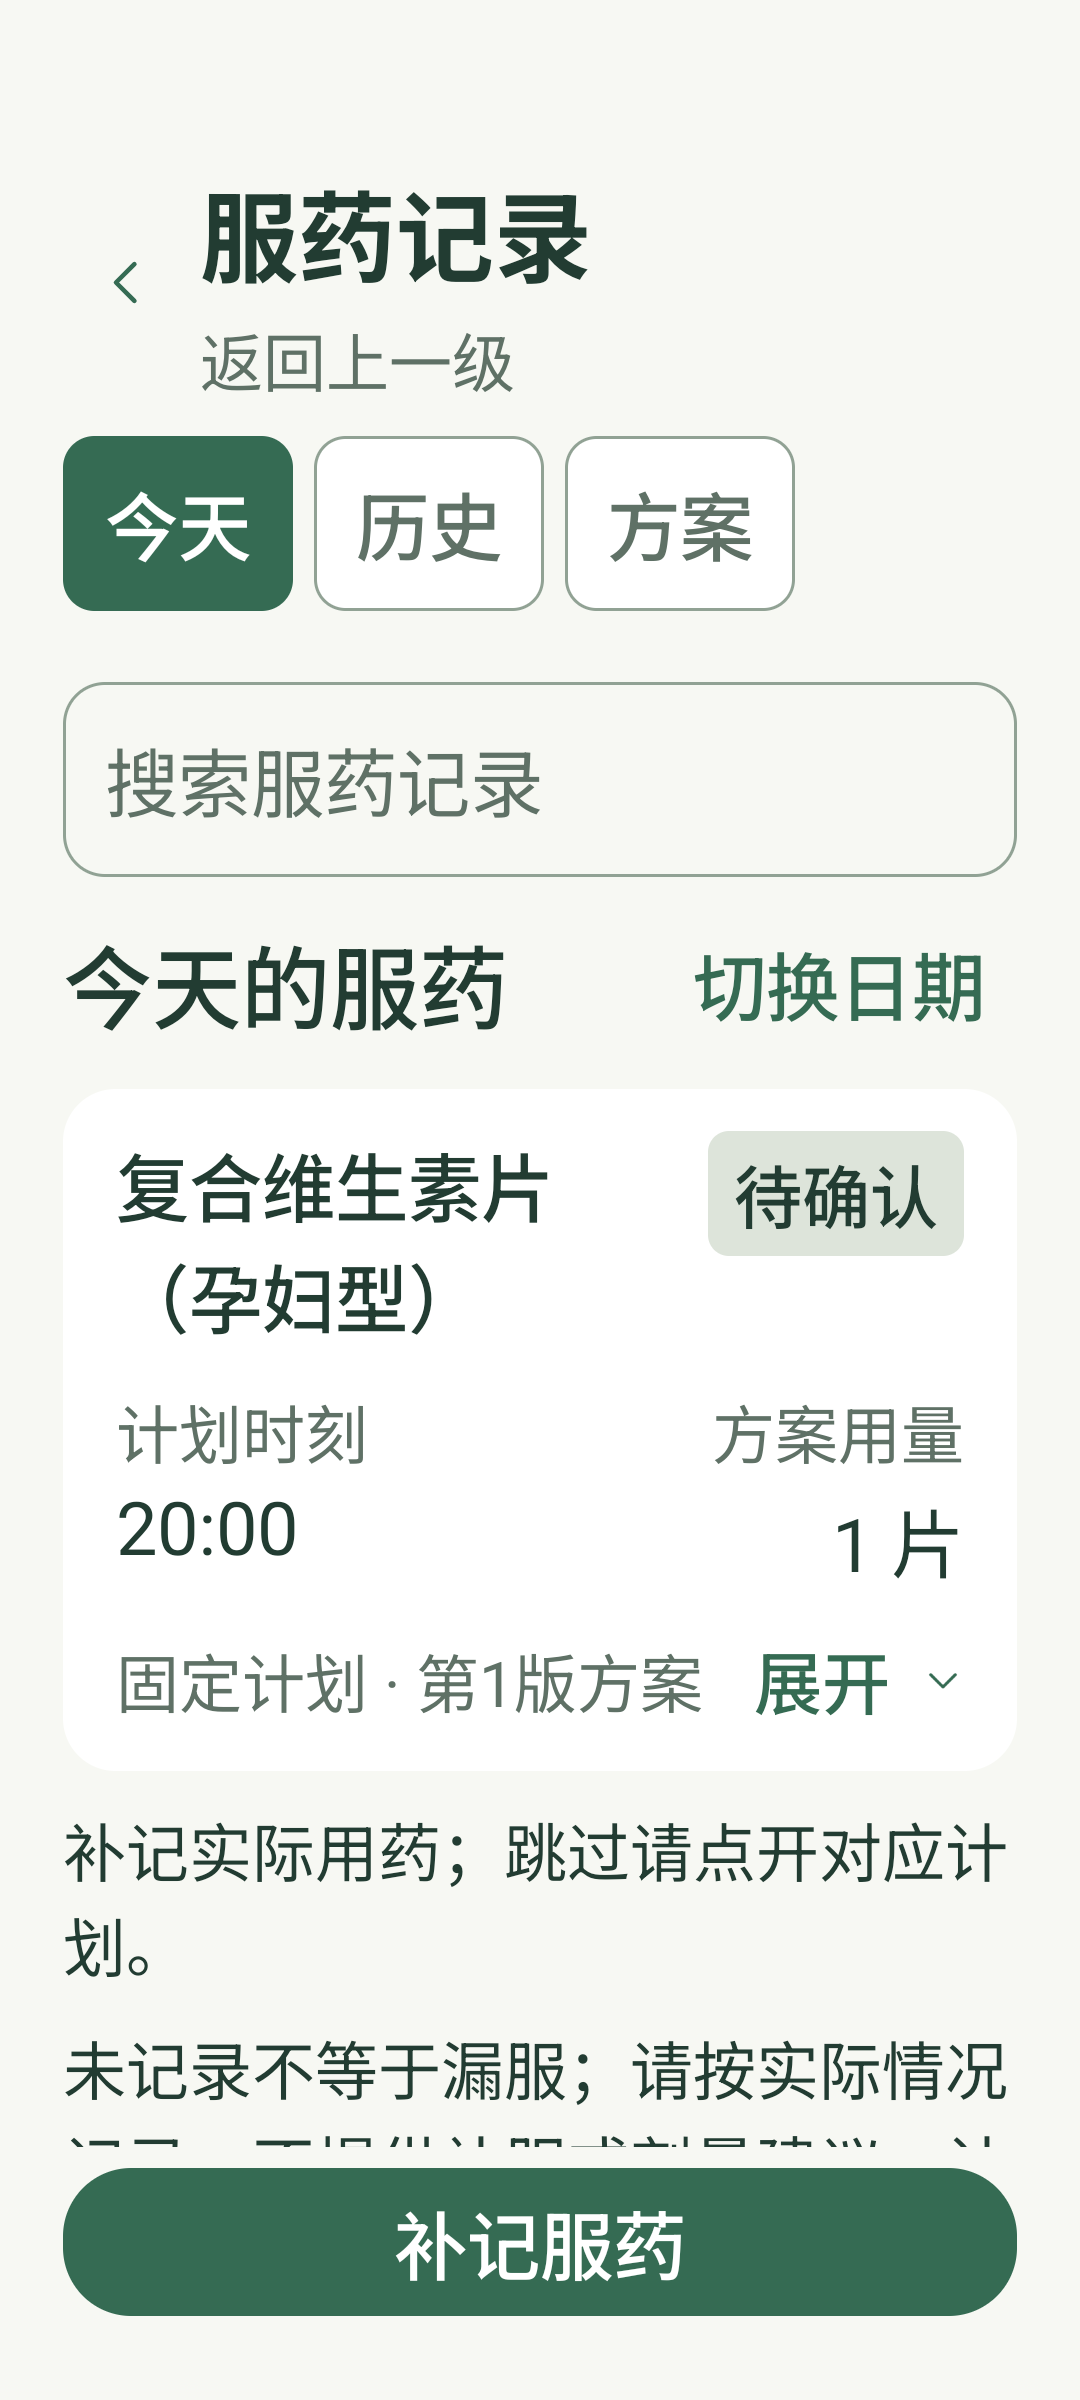 服药记录
返回上一级
今天
历史
方案
搜索服药记录
今天的服药
切换日期
复合维生素片
（孕妇型）
待确认
计划时刻
方案用量
20:00
1 片
固定计划 · 第1版方案
展开
补记实际用药；跳过请点开对应计
划。
未记录不等于漏服；请按实际情况
补记服药